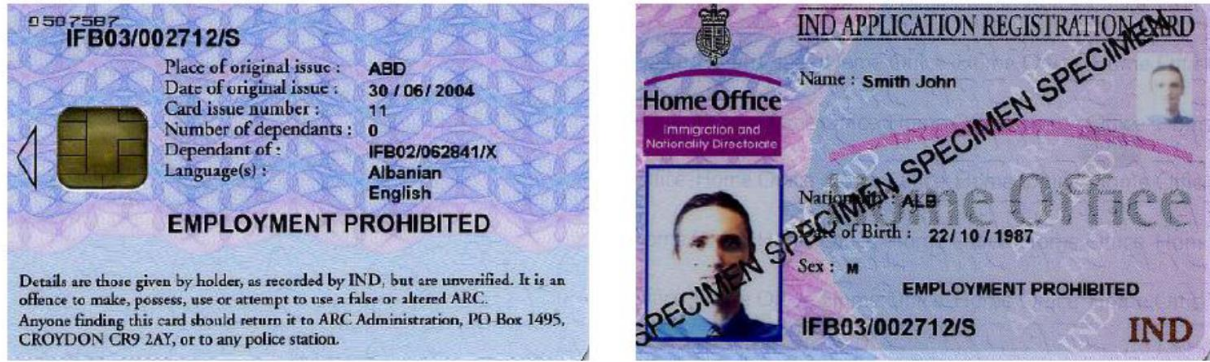 0507587
IFB03/002712/S
Place of original issue : ABD
Date of original issue : 30 / 06 / 2004
Card issue number : 11
Number of dependants : 0
Dependant of : IFB02/062841/X
Language(s) : Albanian
English
EMPLOYMENT PROHIBITED
Details are those given by holder, as recorded by IND, but are unverified. It is an
offence to make, possess, use or attempt to use a false or altered ARC.
Anyone finding this card should return it to ARC Administration, PO Box 1495,
CROYDON CR9 2AY, or to any police station.
IND APPLICATION REGISTRATION CARD
Name : Smith John
Home Office
Immigration and
Nationality Directorate
Home Office
Nationality : ALB
Date of Birth : 22/ 10 / 1987
Sex : M
EMPLOYMENT PROHIBITED
IFB03/002712/S
IND
SPECIMEN SPECIMEN SPECIMEN SPECIMEN